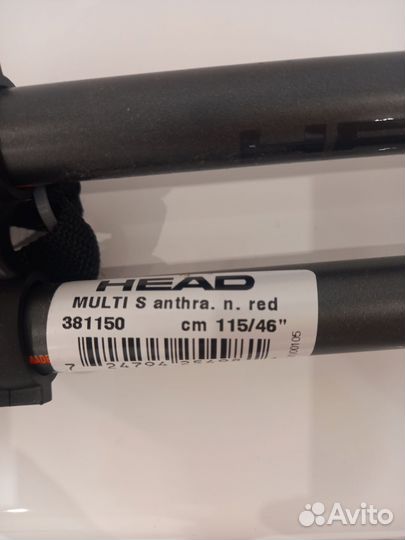 HEAD
MULTI S anthra. n. red
381150 cm 115/46"
Avito